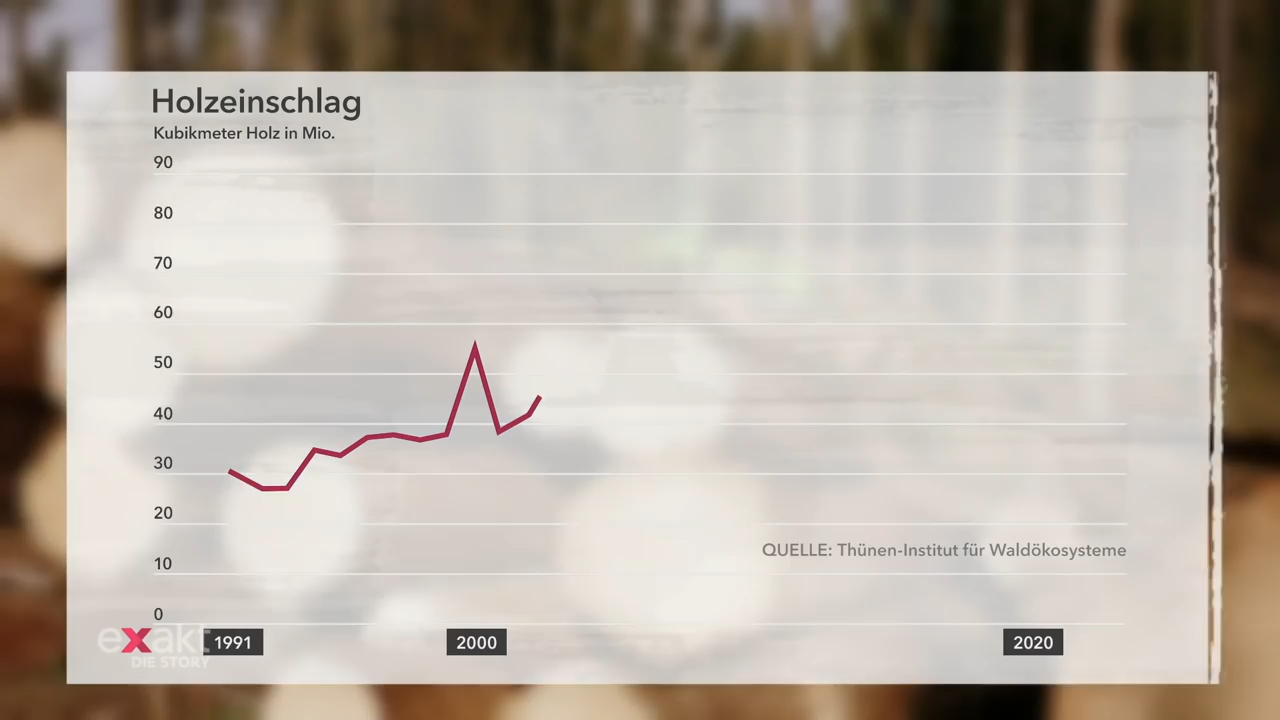 Holzeinschlag
Kubikmeter Holz in Mio.
90
80
70
60
50
40
30
20
QUELLE: Thünen-Institut für Waldökosysteme
10
0
exakt
DIE STORY
1991
2000
2020